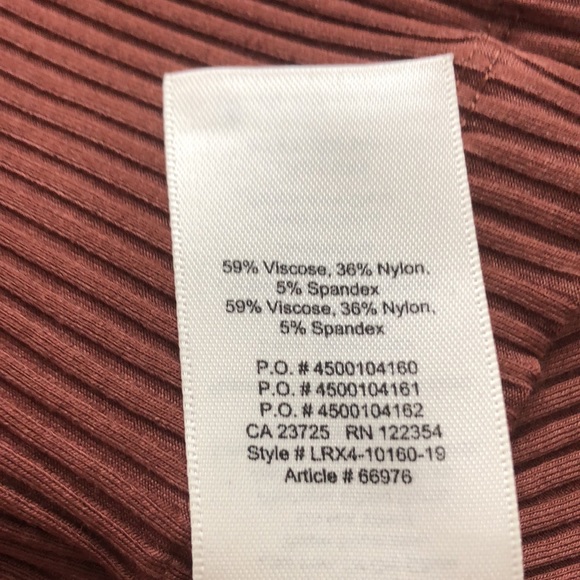 59% Viscose, 36% Nylon,
5% Spandex
59% Viscose, 36% Nylon,
5% Spandex
P.O. # 4500104160
P.O. # 4500104161
P.O. # 4500104162
CA 23725 RN 122354
Style # LRX4-10160-19
Article # 66976